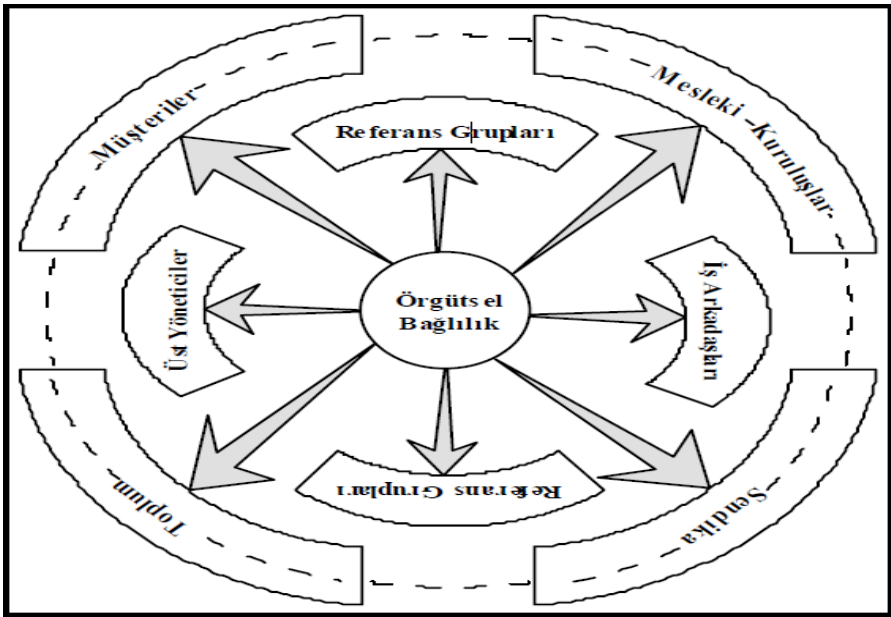 Müşteriler
Mesleki -Kuruluşlar
Referans Grupları
Üst Yöneticiler
Örgütsel
Bağlılık
İş Arkadaşları
Referans Grupları
Toplum
Sendika